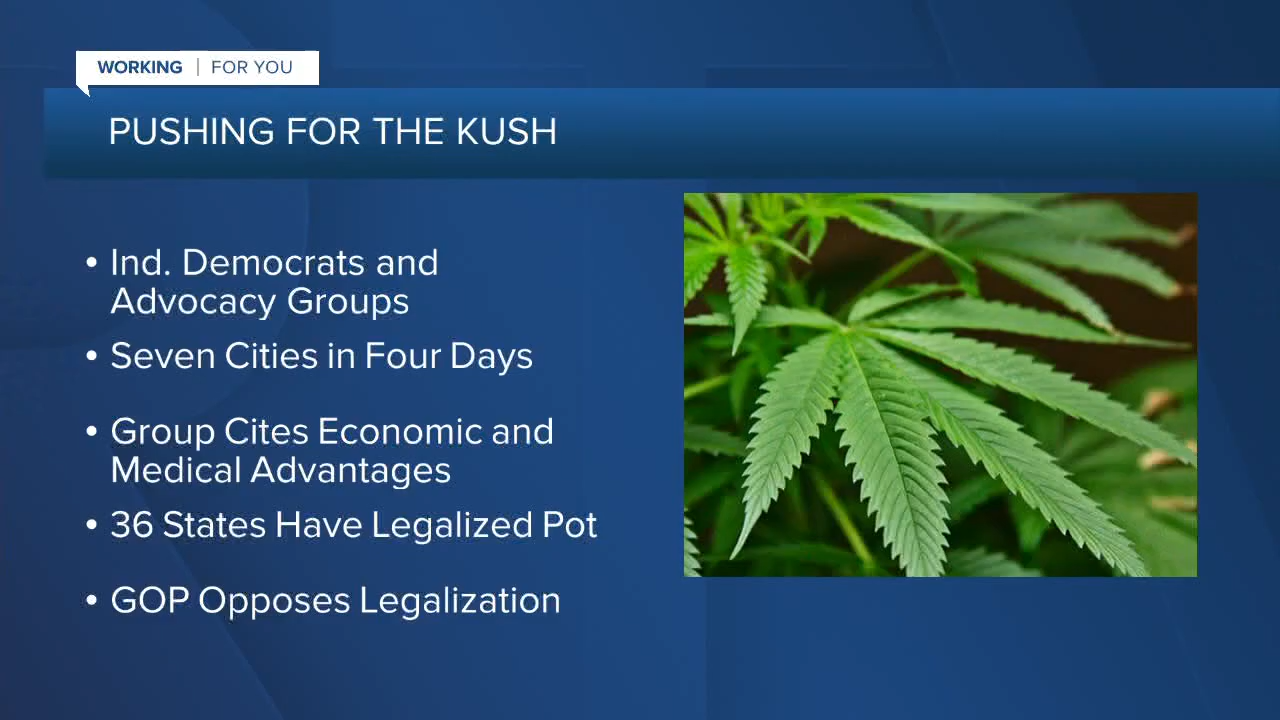 WORKING | FOR YOU
PUSHING FOR THE KUSH
• Ind. Democrats and
Advocacy Groups
• Seven Cities in Four Days
• Group Cites Economic and
Medical Advantages
• 36 States Have Legalized Pot
• GOP Opposes Legalization